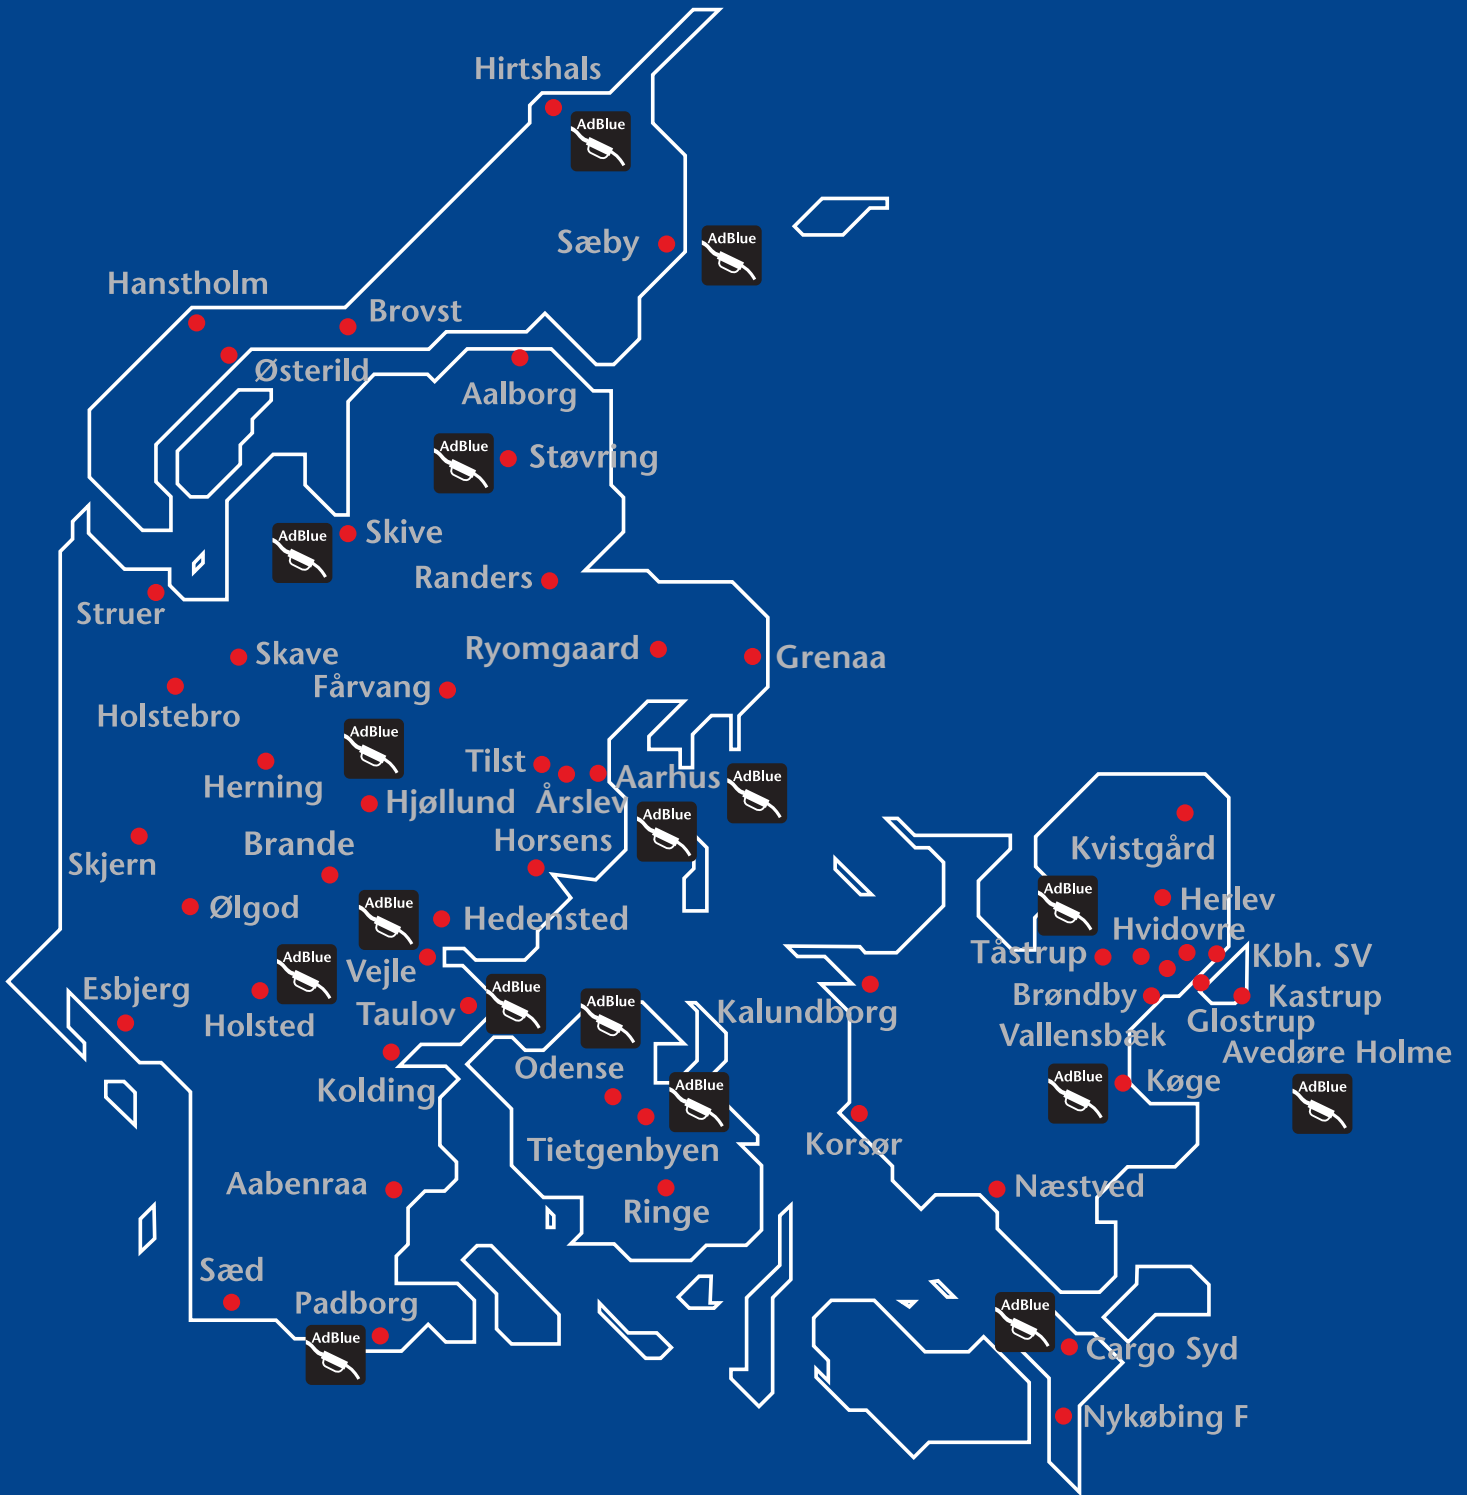 Hirtshals
AdBlue
Sæby
AdBlue
Hanstholm
Brovst
Østerild
Aalborg
AdBlue
Støvring
AdBlue
Skive
Randers
Struer
Ryomgaard
Grenaa
Skave
Fårvang
Holstebro
AdBlue
Tilst
Aarhus
AdBlue
Herning
Hjøllund
Årslev
AdBlue
Horsens
Brande
Skjern
Kvistgård
AdBlue
Herlev
Ølgod
AdBlue
Hedensted
Hvidovre
Tåstrup
Kbh. SV
AdBlue
Vejle
Esbjerg
Holsted
Taulov
AdBlue
AdBlue
Kalundborg
Brøndby
Kastrup
Glostrup
Vallensbæk
Avedøre Holme
Odense
Kolding
AdBlue
AdBlue
Køge
AdBlue
Korsør
Tietgenbyen
Aabenraa
Næstved
Ringe
Sæd
Padborg
AdBlue
AdBlue
Cargo Syd
Nykøbing F